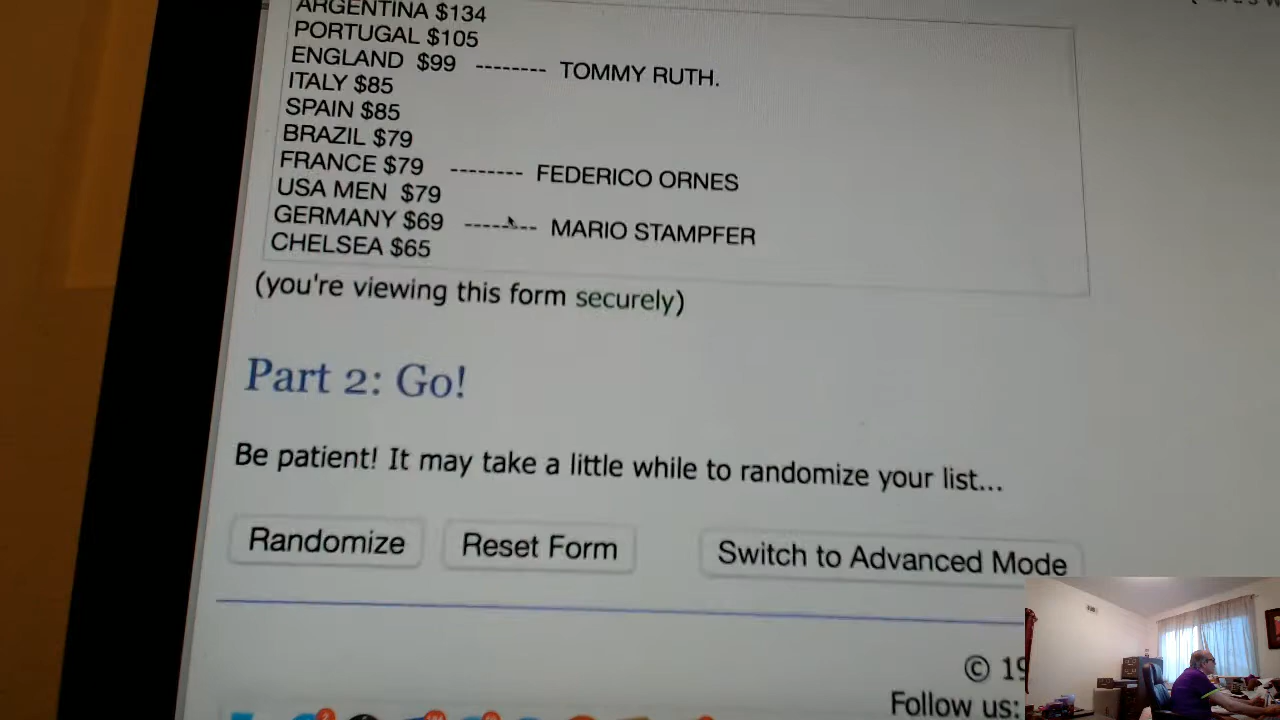 ARGENTINA $134
PORTUGAL $105
ENGLAND $99 -------- TOMMY RUTH.
ITALY $85
SPAIN $85
BRAZIL $79
FRANCE $79 -------- FEDERICO ORNES
USA MEN $79
GERMANY $69 -------- MARIO STAMPFER
CHELSEA $65
(you're viewing this form securely)
Part 2: Go!
Be patient! It may take a little while to randomize your list...
Randomize Reset Form Switch to Advanced Mode
© 19
Follow us: